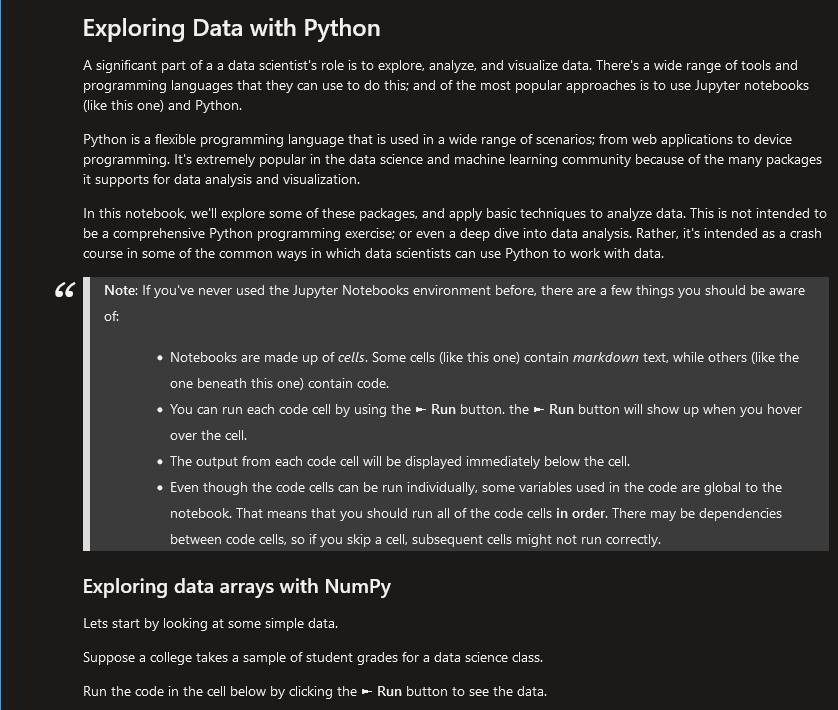 Exploring Data with Python
A significant part of a a data scientist's role is to explore, analyze, and visualize data. There's a wide range of tools and
programming languages that they can use to do this; and of the most popular approaches is to use Jupyter notebooks
(like this one) and Python.
Python is a flexible programming language that is used in a wide range of scenarios; from web applications to device
programming. It's extremely popular in the data science and machine learning community because of the many packages
it supports for data analysis and visualization.
In this notebook, we'll explore some of these packages, and apply basic techniques to analyze data. This is not intended to
be a comprehensive Python programming exercise; or even a deep dive into data analysis. Rather, it's intended as a crash
course in some of the common ways in which data scientists can use Python to work with data.
“ Note: If you've never used the Jupyter Notebooks environment before, there are a few things you should be aware
of:
• Notebooks are made up of cells. Some cells (like this one) contain markdown text, while others (like the
one beneath this one) contain code.
• You can run each code cell by using the ► Run button. the ► Run button will show up when you hover
over the cell.
• The output from each code cell will be displayed immediately below the cell.
• Even though the code cells can be run individually, some variables used in the code are global to the
notebook. That means that you should run all of the code cells in order. There may be dependencies
between code cells, so if you skip a cell, subsequent cells might not run correctly.
Exploring data arrays with NumPy
Lets start by looking at some simple data.
Suppose a college takes a sample of student grades for a data science class.
Run the code in the cell below by clicking the ► Run button to see the data.